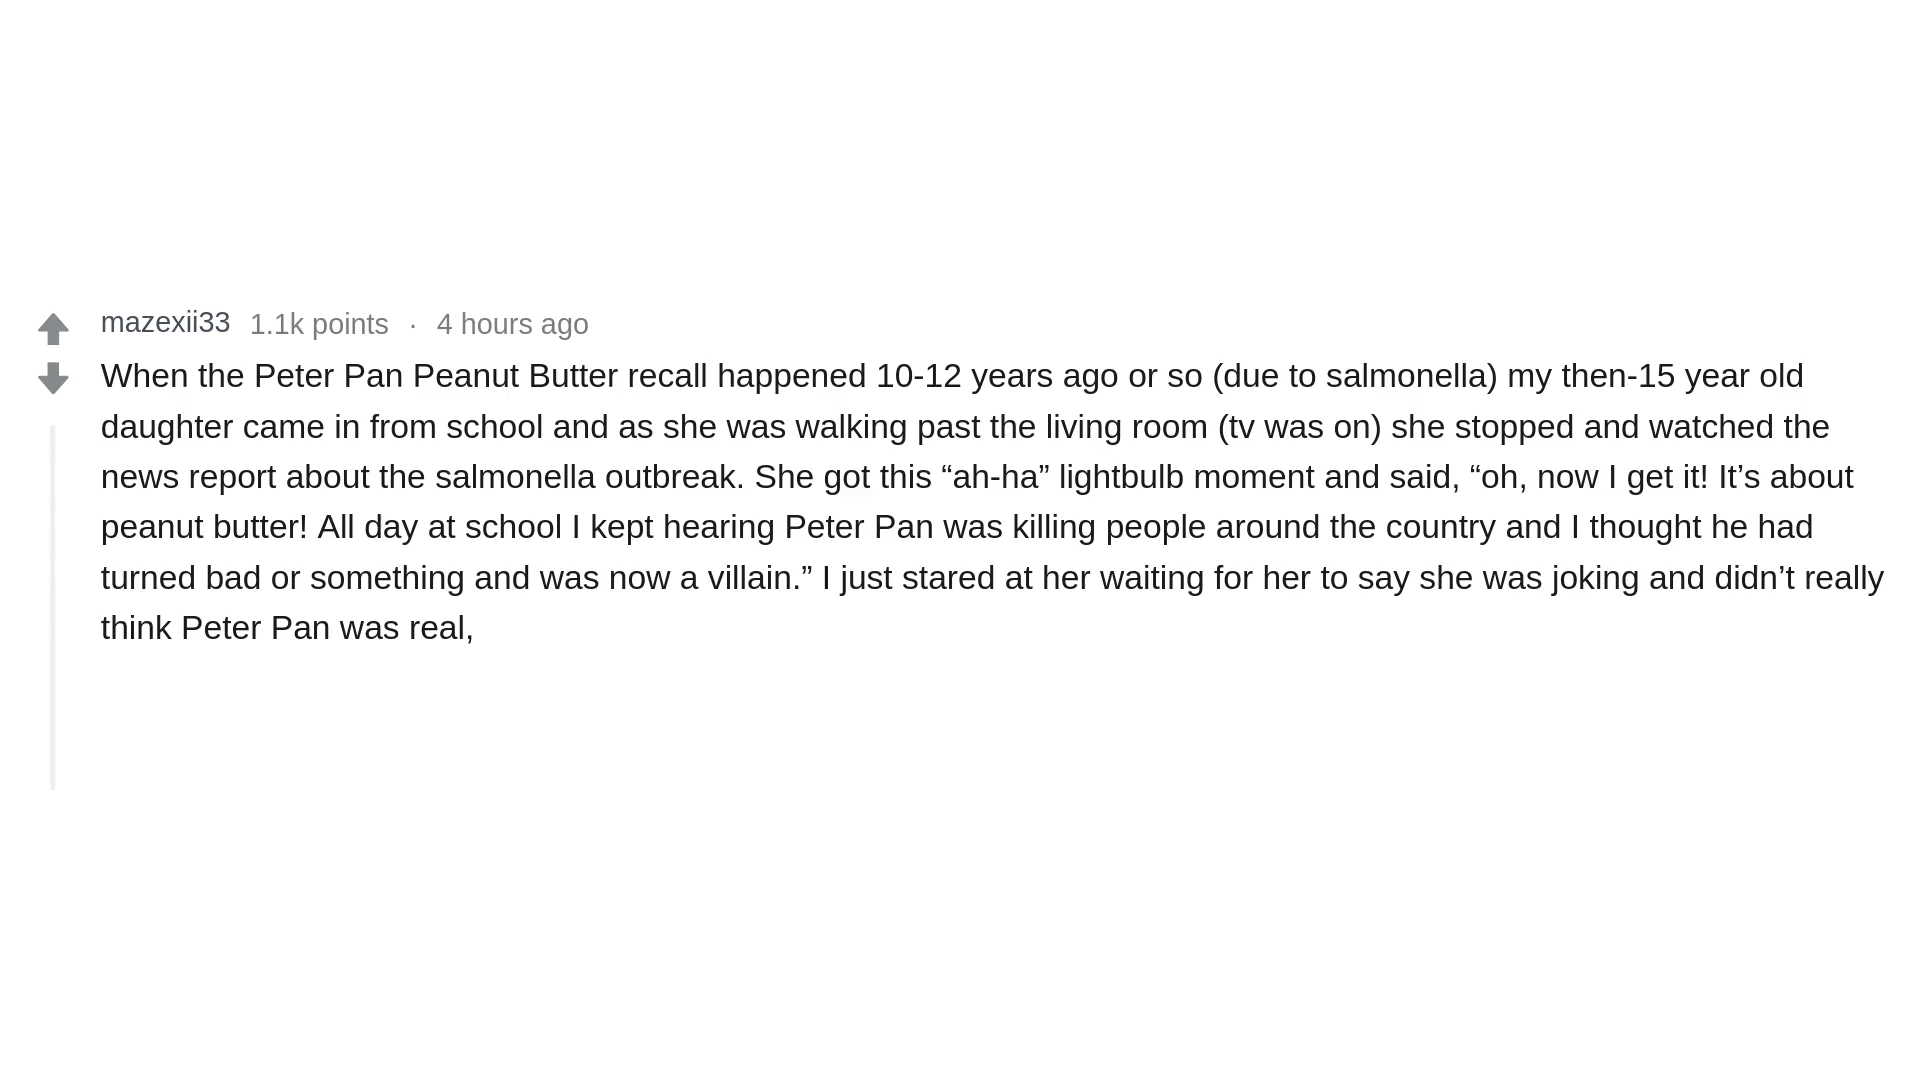 mazexii33 1.1k points · 4 hours ago
When the Peter Pan Peanut Butter recall happened 10-12 years ago or so (due to salmonella) my then-15 year old
daughter came in from school and as she was walking past the living room (tv was on) she stopped and watched the
news report about the salmonella outbreak. She got this “ah-ha” lightbulb moment and said, “oh, now I get it! It’s about
peanut butter! All day at school I kept hearing Peter Pan was killing people around the country and I thought he had
turned bad or something and was now a villain.” I just stared at her waiting for her to say she was joking and didn’t really
think Peter Pan was real,